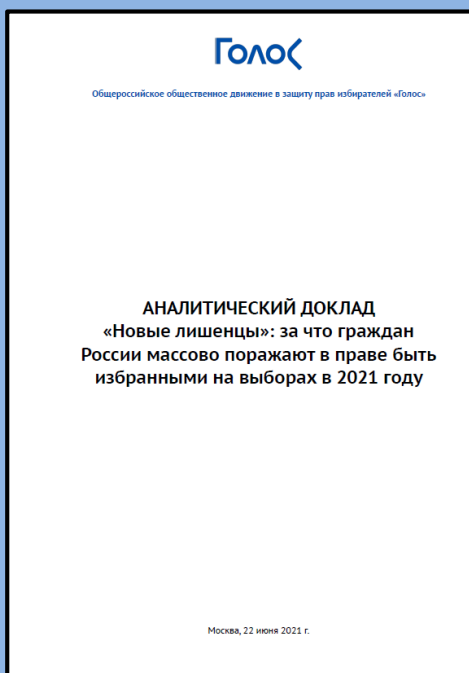 Голос
Общероссийское общественное движение в защиту прав избирателей «Голос»
АНАЛИТИЧЕСКИЙ ДОКЛАД
«Новые лишенцы»: за что граждан
России массово поражают в праве быть
избранными на выборах в 2021 году
Москва, 22 июня 2021 г.